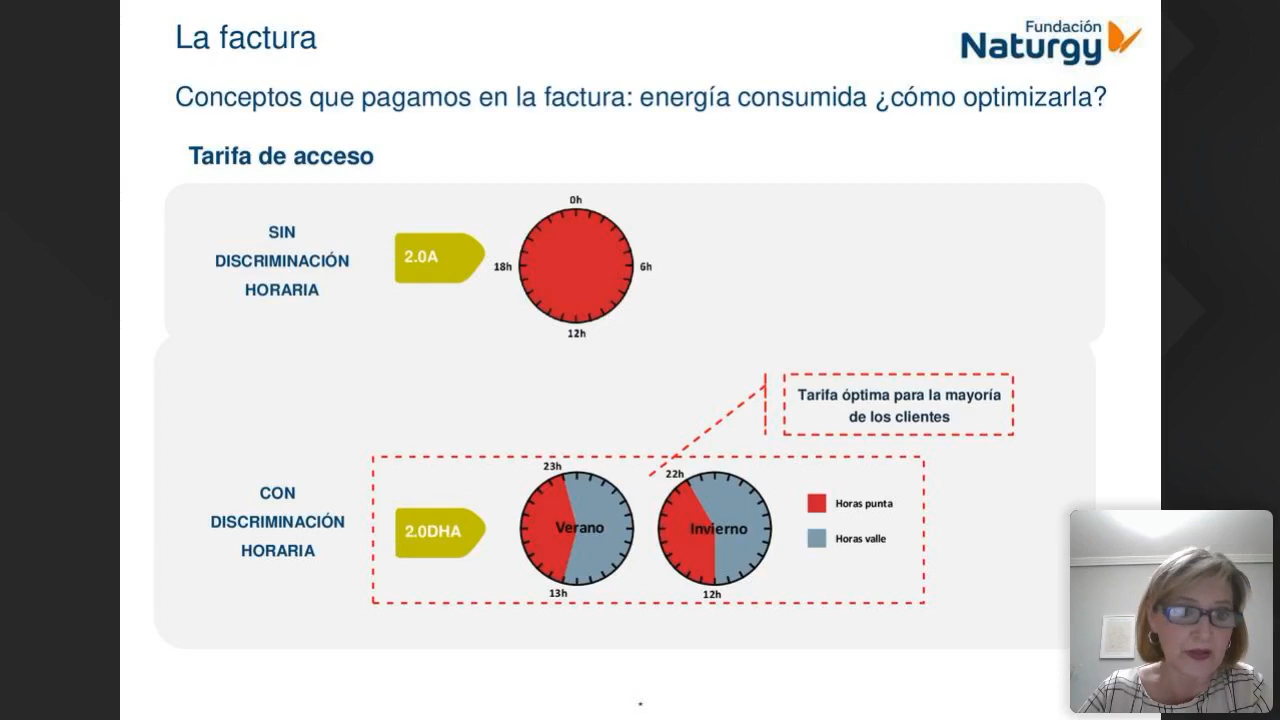 La factura
Fundación
Naturgy
Conceptos que pagamos en la factura: energía consumida ¿cómo optimizarla?
Tarifa de acceso
SIN
DISCRIMINACIÓN
HORARIA
2.0A
0h
18h
6h
12h
Tarifa óptima para la mayoría
de los clientes
CON
DISCRIMINACIÓN
HORARIA
2.0DHA
23h
Verano
13h
22h
Invierno
12h
Horas punta
Horas valle